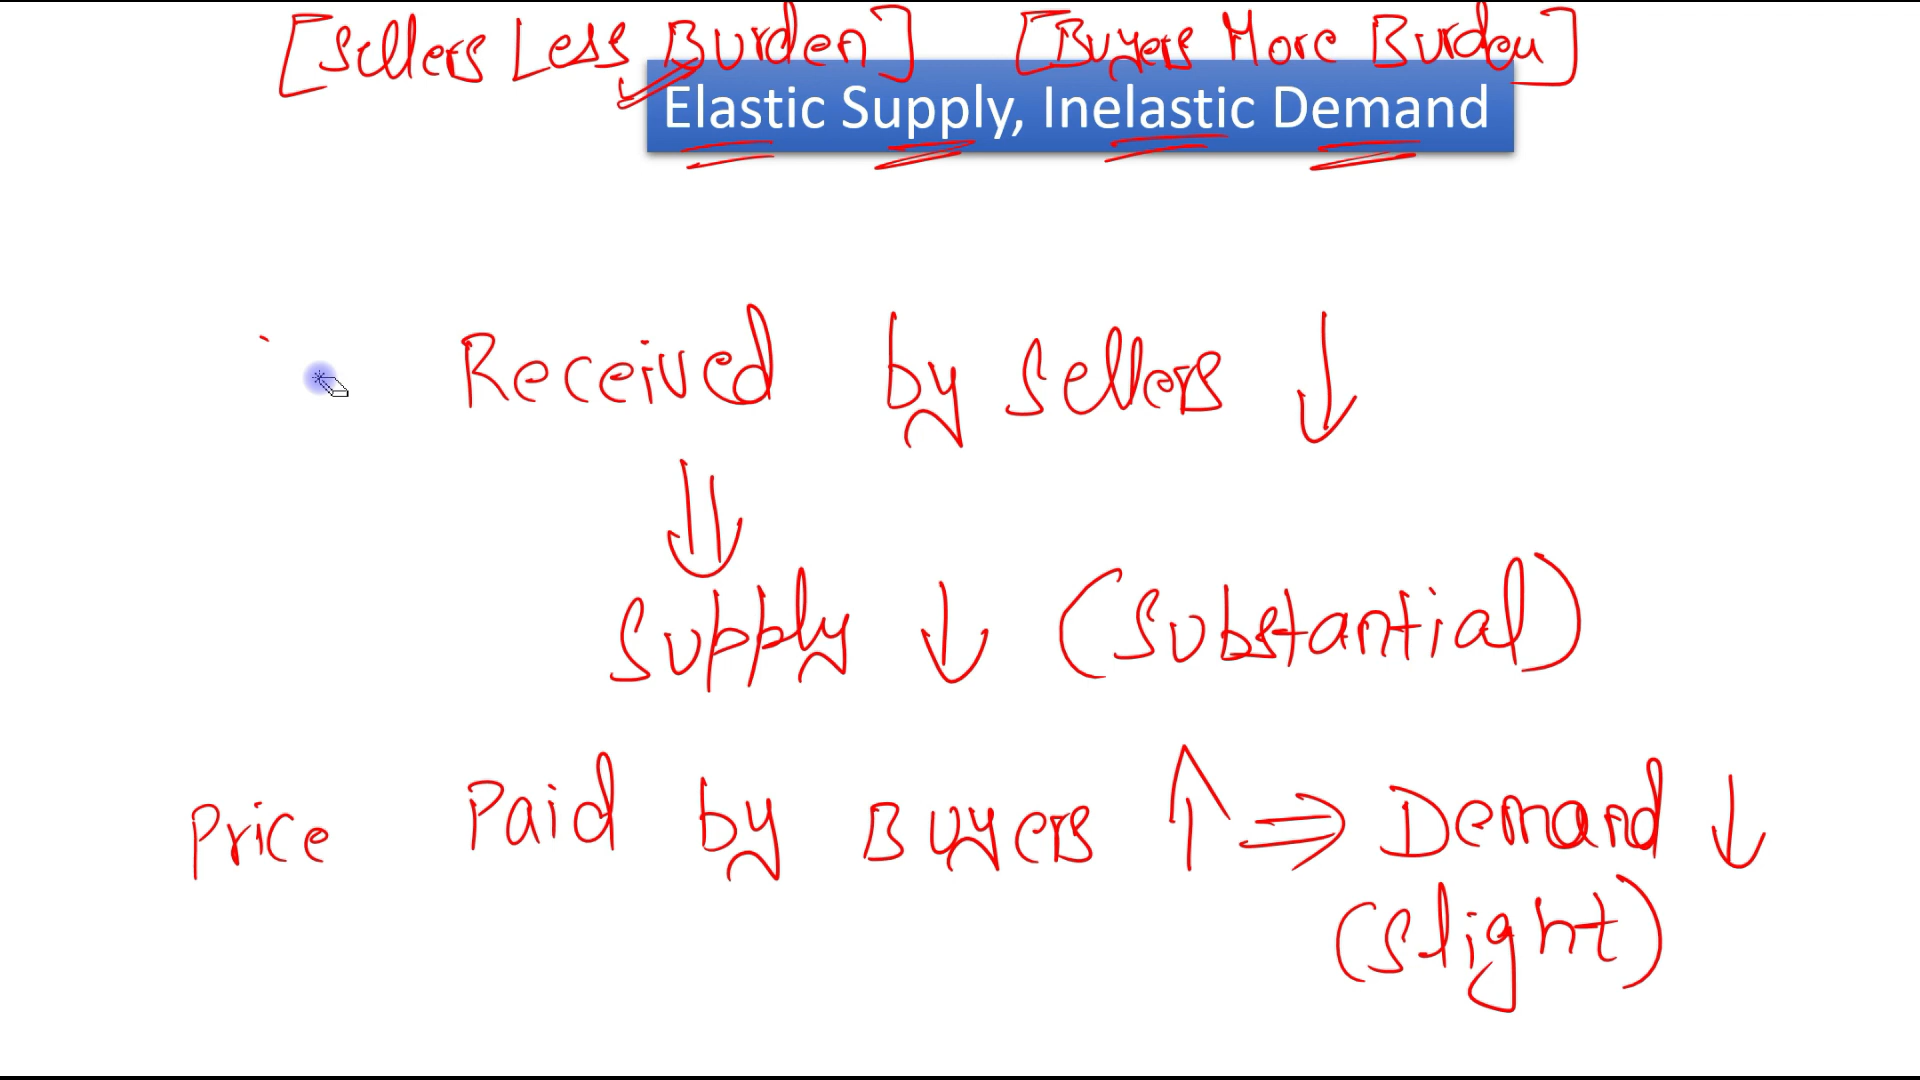 [Sellers Less Burden] [Buyers More Burden]
Elastic Supply, Inelastic Demand
Received by Sellers ↓
⇓
Supply ↓ (Substantial)
Price Paid by Buyers ↑ ⇒ Demand ↓
(Slight)